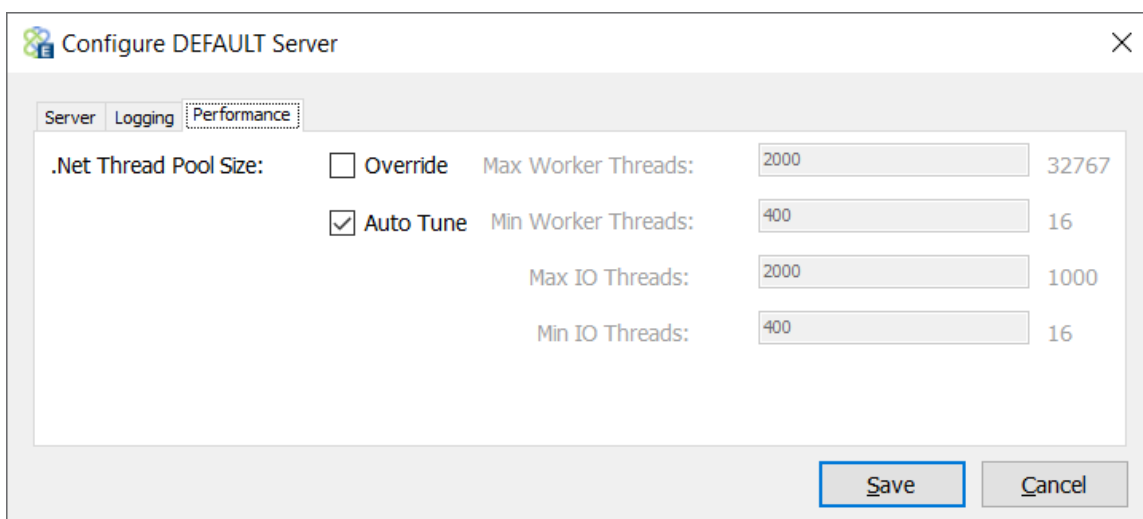 Configure DEFAULT Server
Server Logging Performance
.Net Thread Pool Size: Override Max Worker Threads: 2000 32767
Auto Tune Min Worker Threads: 400 16
Max IO Threads: 2000 1000
Min IO Threads: 400 16
Save Cancel